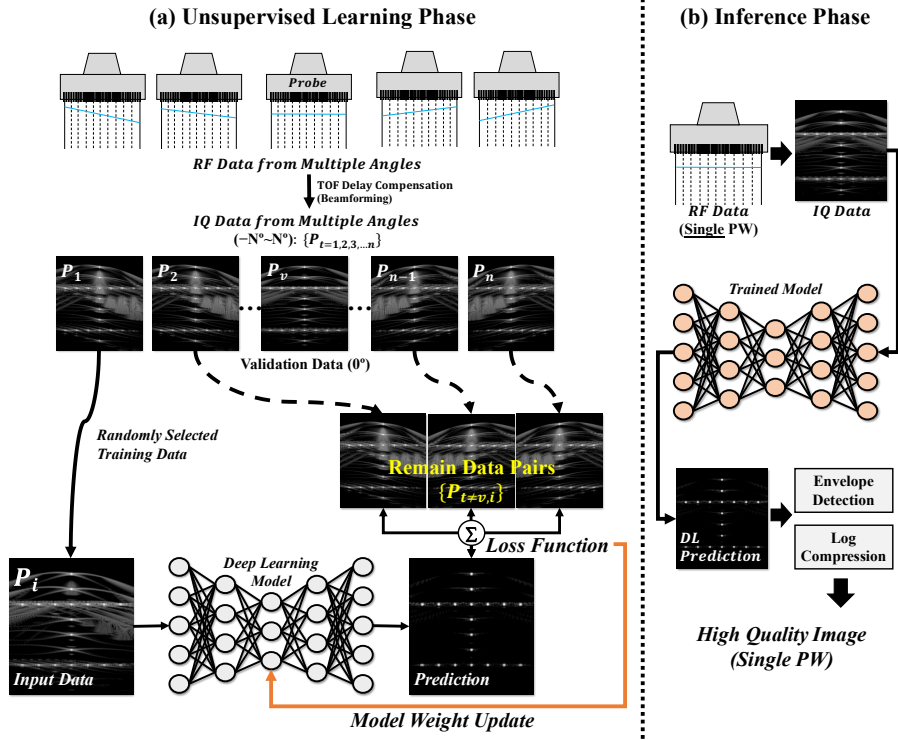 (a) Unsupervised Learning Phase
Probe
RF Data from Multiple Angles
TOF Delay Compensation
(Beamforming)
IQ Data from Multiple Angles
(−Nº~Nº): {P_{t=1,2,3,...n}}
P_1
P_2
P_v
P_{n−1}
P_n
Validation Data (0º)
Randomly Selected
Training Data
Remain Data Pairs
{P_{t≠v,i}}
Σ
Loss Function
P_i
Input Data
Deep Learning
Model
Prediction
Model Weight Update
(b) Inference Phase
RF Data
(Single PW)
IQ Data
Trained Model
DL
Prediction
Envelope
Detection
Log
Compression
High Quality Image
(Single PW)